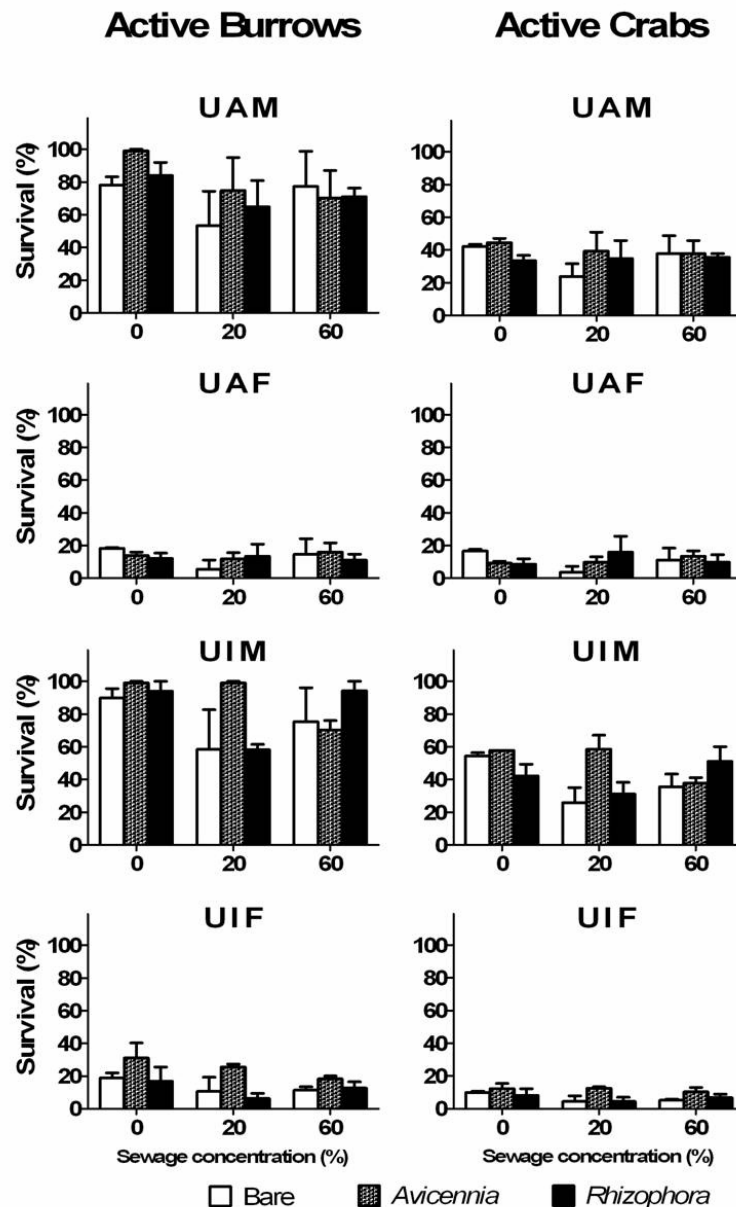 Active Burrows Active Crabs
UAM UAM
Survival (%)
100 100
80 80
60 60
40 40
20 20
0 0
0 20 60 0 20 60
UAF UAF
Survival (%)
100 100
80 80
60 60
40 40
20 20
0 0
0 20 60 0 20 60
UIM UIM
Survival (%)
100 100
80 80
60 60
40 40
20 20
0 0
0 20 60 0 20 60
UIF UIF
Survival (%)
100 100
80 80
60 60
40 40
20 20
0 0
0 20 60 0 20 60
Sewage concentration (%) Sewage concentration (%)
Bare Avicennia Rhizophora